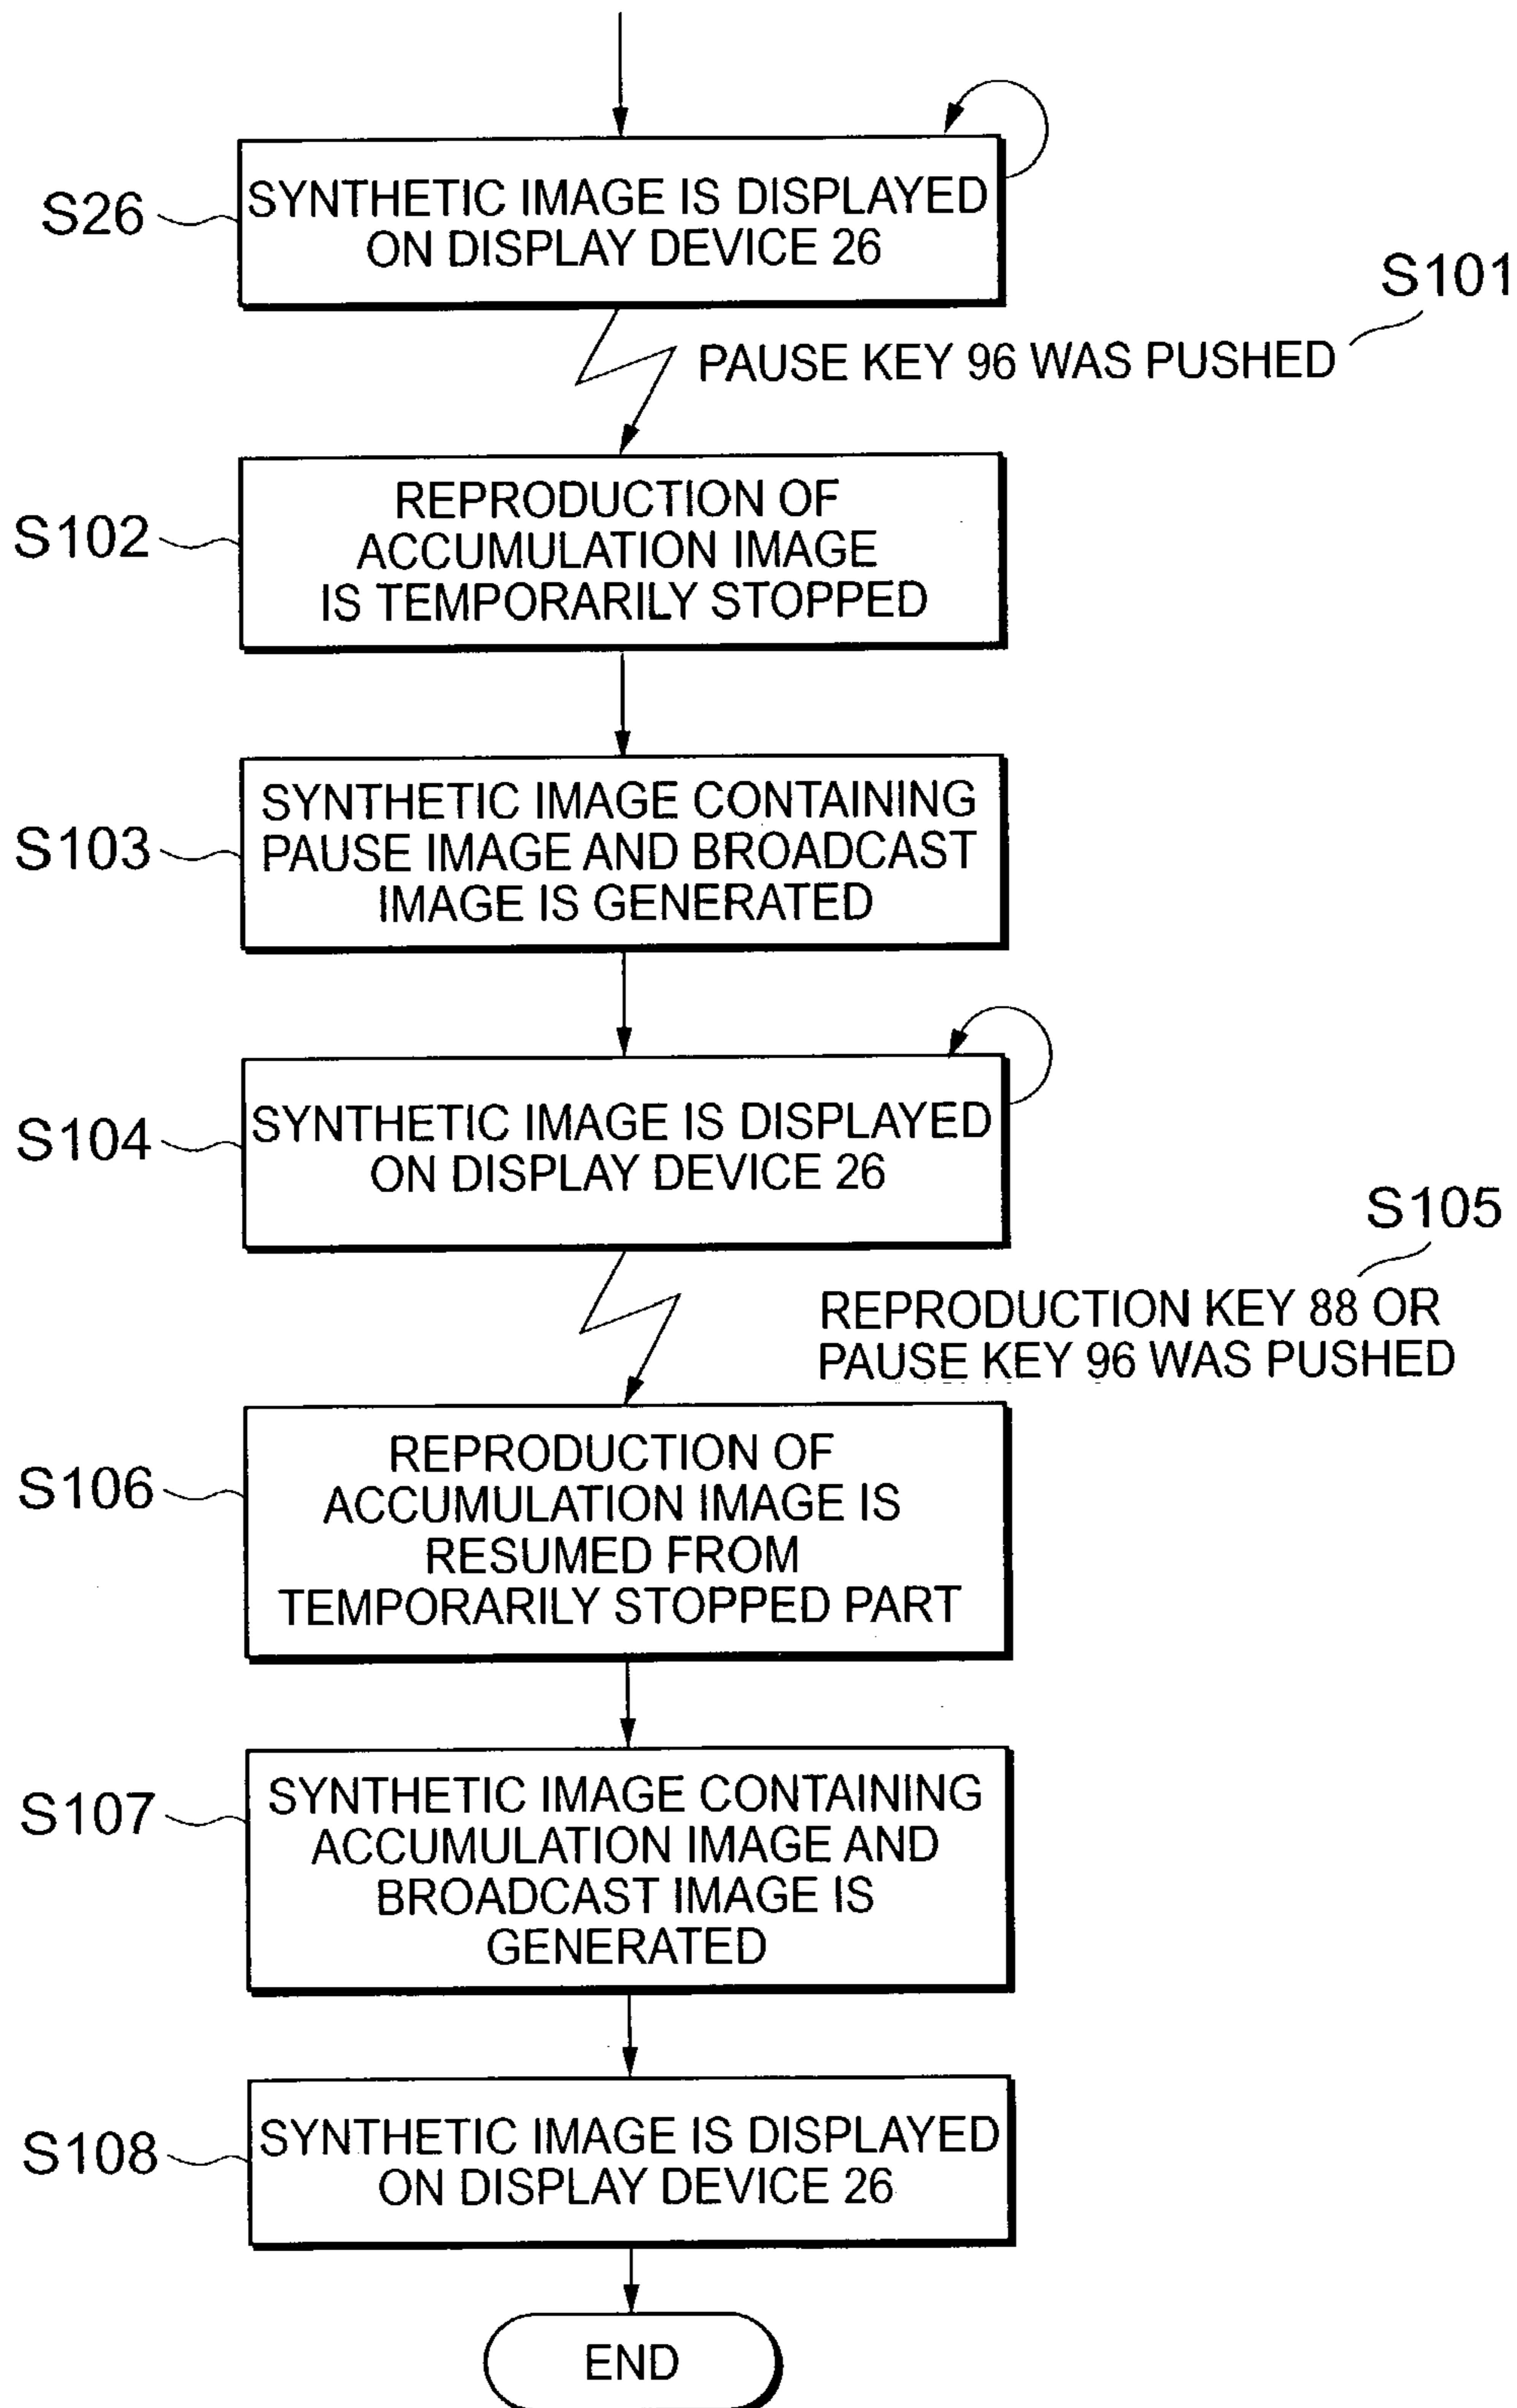 S26
SYNTHETIC IMAGE IS DISPLAYED
ON DISPLAY DEVICE 26
S101
PAUSE KEY 96 WAS PUSHED
S102
REPRODUCTION OF
ACCUMULATION IMAGE
IS TEMPORARILY STOPPED
S103
SYNTHETIC IMAGE CONTAINING
PAUSE IMAGE AND BROADCAST
IMAGE IS GENERATED
S104
SYNTHETIC IMAGE IS DISPLAYED
ON DISPLAY DEVICE 26
S105
REPRODUCTION KEY 88 OR
PAUSE KEY 96 WAS PUSHED
S106
REPRODUCTION OF
ACCUMULATION IMAGE IS
RESUMED FROM
TEMPORARILY STOPPED PART
S107
SYNTHETIC IMAGE CONTAINING
ACCUMULATION IMAGE AND
BROADCAST IMAGE IS
GENERATED
S108
SYNTHETIC IMAGE IS DISPLAYED
ON DISPLAY DEVICE 26
END